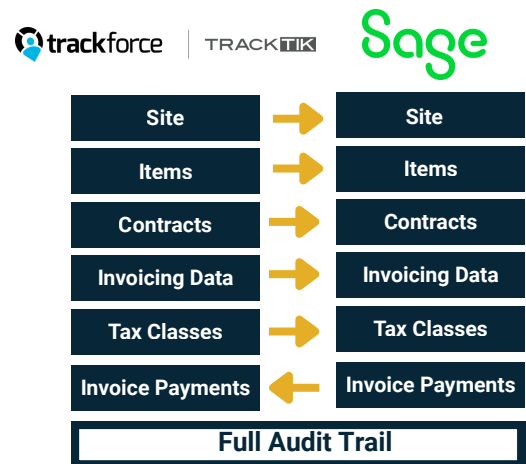 trackforce TRACKTIK Sage
Site Site
Items Items
Contracts Contracts
Invoicing Data Invoicing Data
Tax Classes Tax Classes
Invoice Payments Invoice Payments
Full Audit Trail